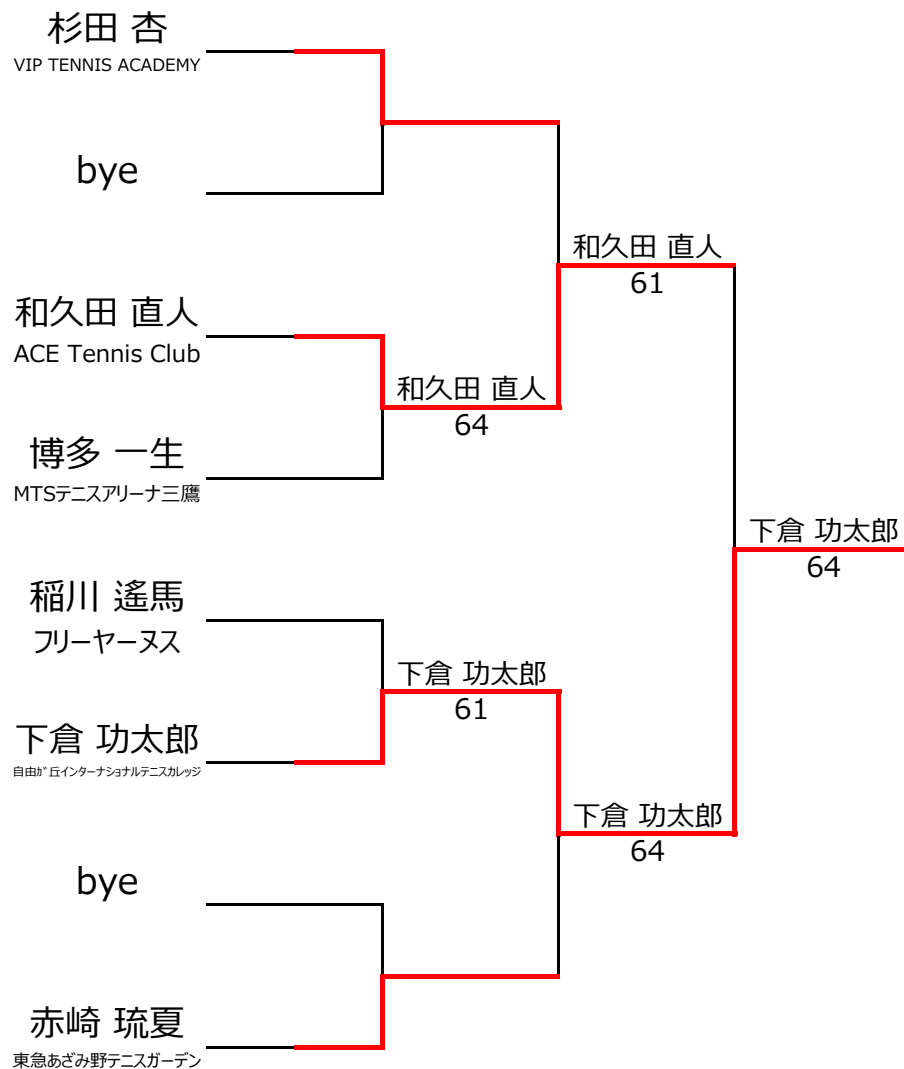 杉田 杏
VIP TENNIS ACADEMY
bye
和久田 直人
61
和久田 直人
ACE Tennis Club
和久田 直人
64
博多 一生
MTSテニスアリーナ三鷹
下倉 功太郎
64
稲川 遙馬
フリーヤーヌス
下倉 功太郎
61
下倉 功太郎
自由が丘インターナショナルテニスカレッジ
下倉 功太郎
64
bye
赤崎 琉夏
東急あざみ野テニスガーデン